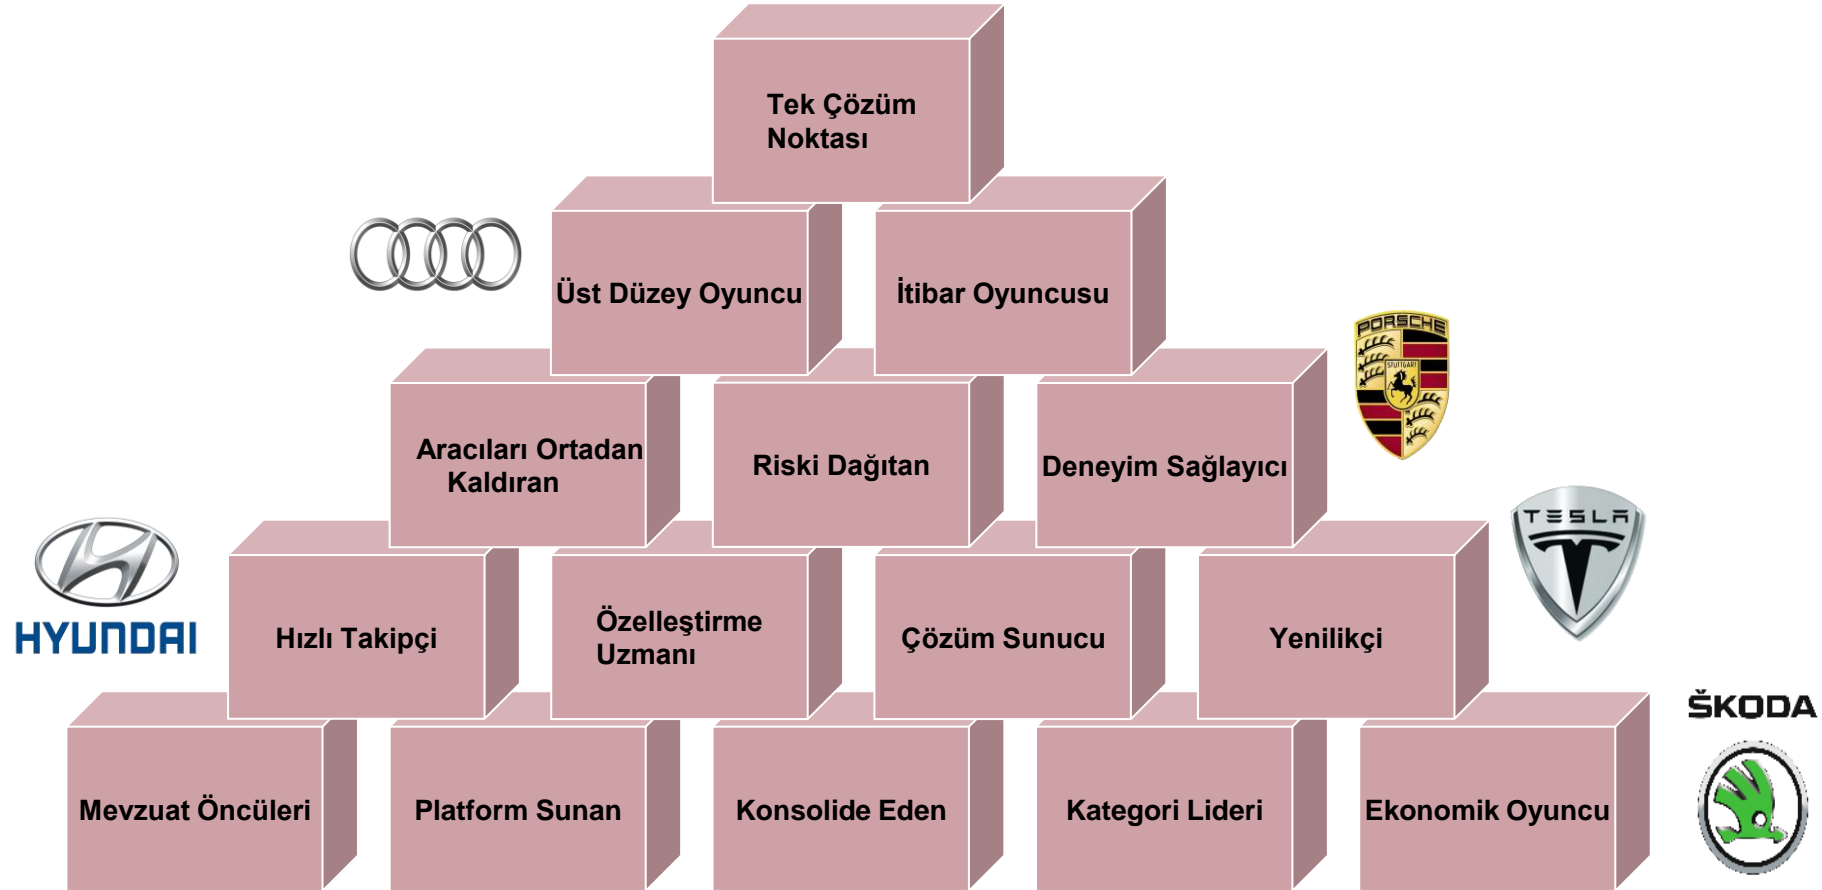 Tek Çözüm
Noktası
Üst Düzey Oyuncu
İtibar Oyuncusu
PORSCHE
STUTTGART
Aracıları Ortadan
Kaldıran
Riski Dağıtan
Deneyim Sağlayıcı
TESLA
HYUNDAI
Hızlı Takipçi
Özelleştirme
Uzmanı
Çözüm Sunucu
Yenilikçi
ŠKODA
Mevzuat Öncüleri
Platform Sunan
Konsolide Eden
Kategori Lideri
Ekonomik Oyuncu